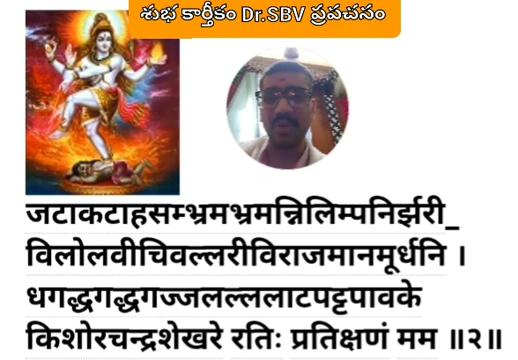 శుభ కార్తీకం Dr.SBV ప్రవచనం
जटाकटाहसम्भ्रमभ्रमन्निलिम्पनिर्झरी_
विलोलवीचिवल्लरीविराजमानमूर्धनि ।
धगद्धगद्धगज्जलल्ललाटपट्टपावके
किशोरचन्द्रशेखरे रतिः प्रतिक्षणं मम ॥२॥